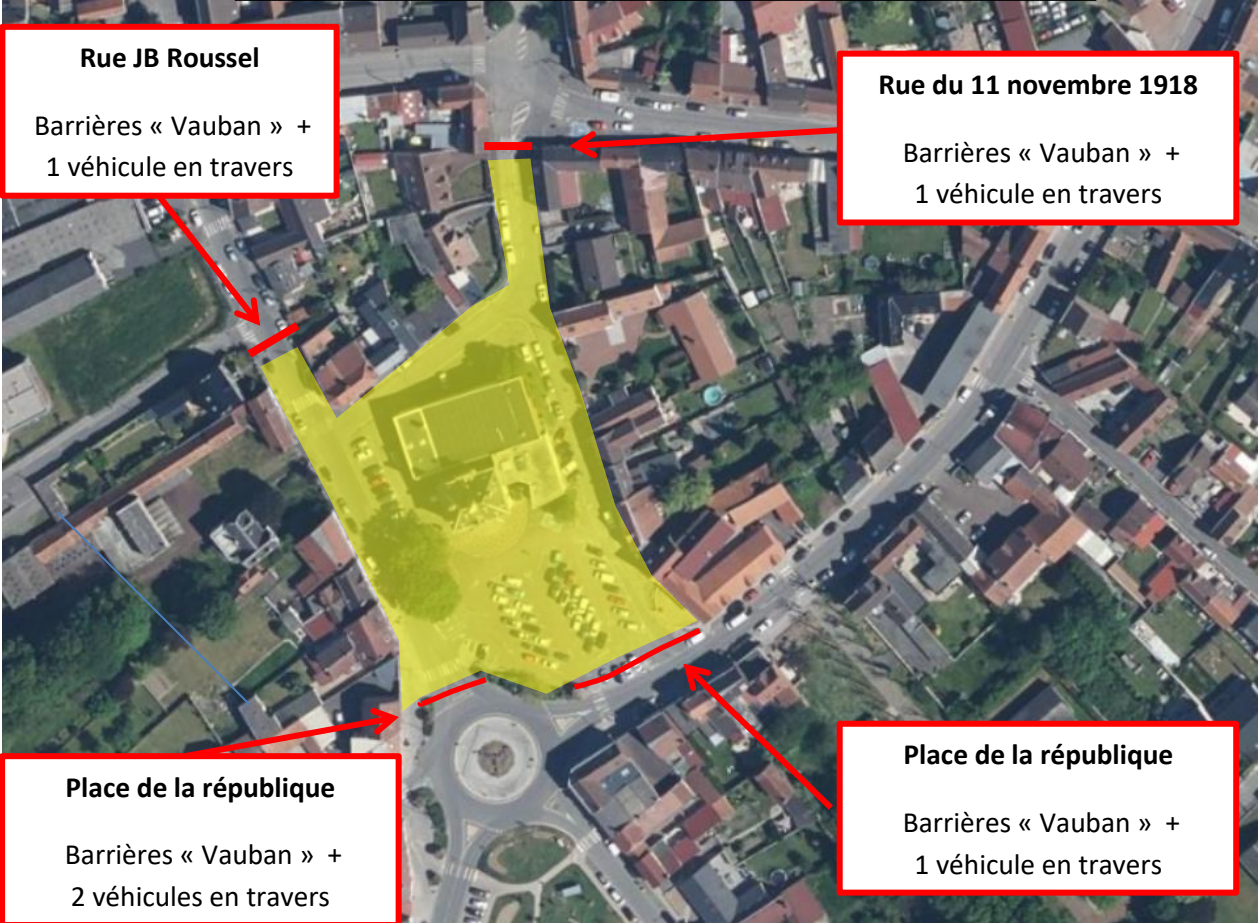 Rue JB Roussel
Barrières « Vauban » +
1 véhicule en travers
Rue du 11 novembre 1918
Barrières « Vauban » +
1 véhicule en travers
Place de la république
Barrières « Vauban » +
2 véhicules en travers
Place de la république
Barrières « Vauban » +
1 véhicule en travers